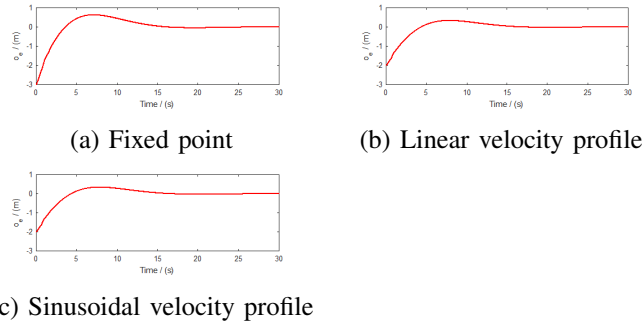 1
0
-1
-2
-3
o_e / (m)
0 5 10 15 20 25 30
Time / (s)
(a) Fixed point
1
0
-1
-2
-3
o_e / (m)
0 5 10 15 20 25 30
Time / (s)
(b) Linear velocity profile
1
0
-1
-2
-3
o_e / (m)
0 5 10 15 20 25 30
Time / (s)
c) Sinusoidal velocity profile